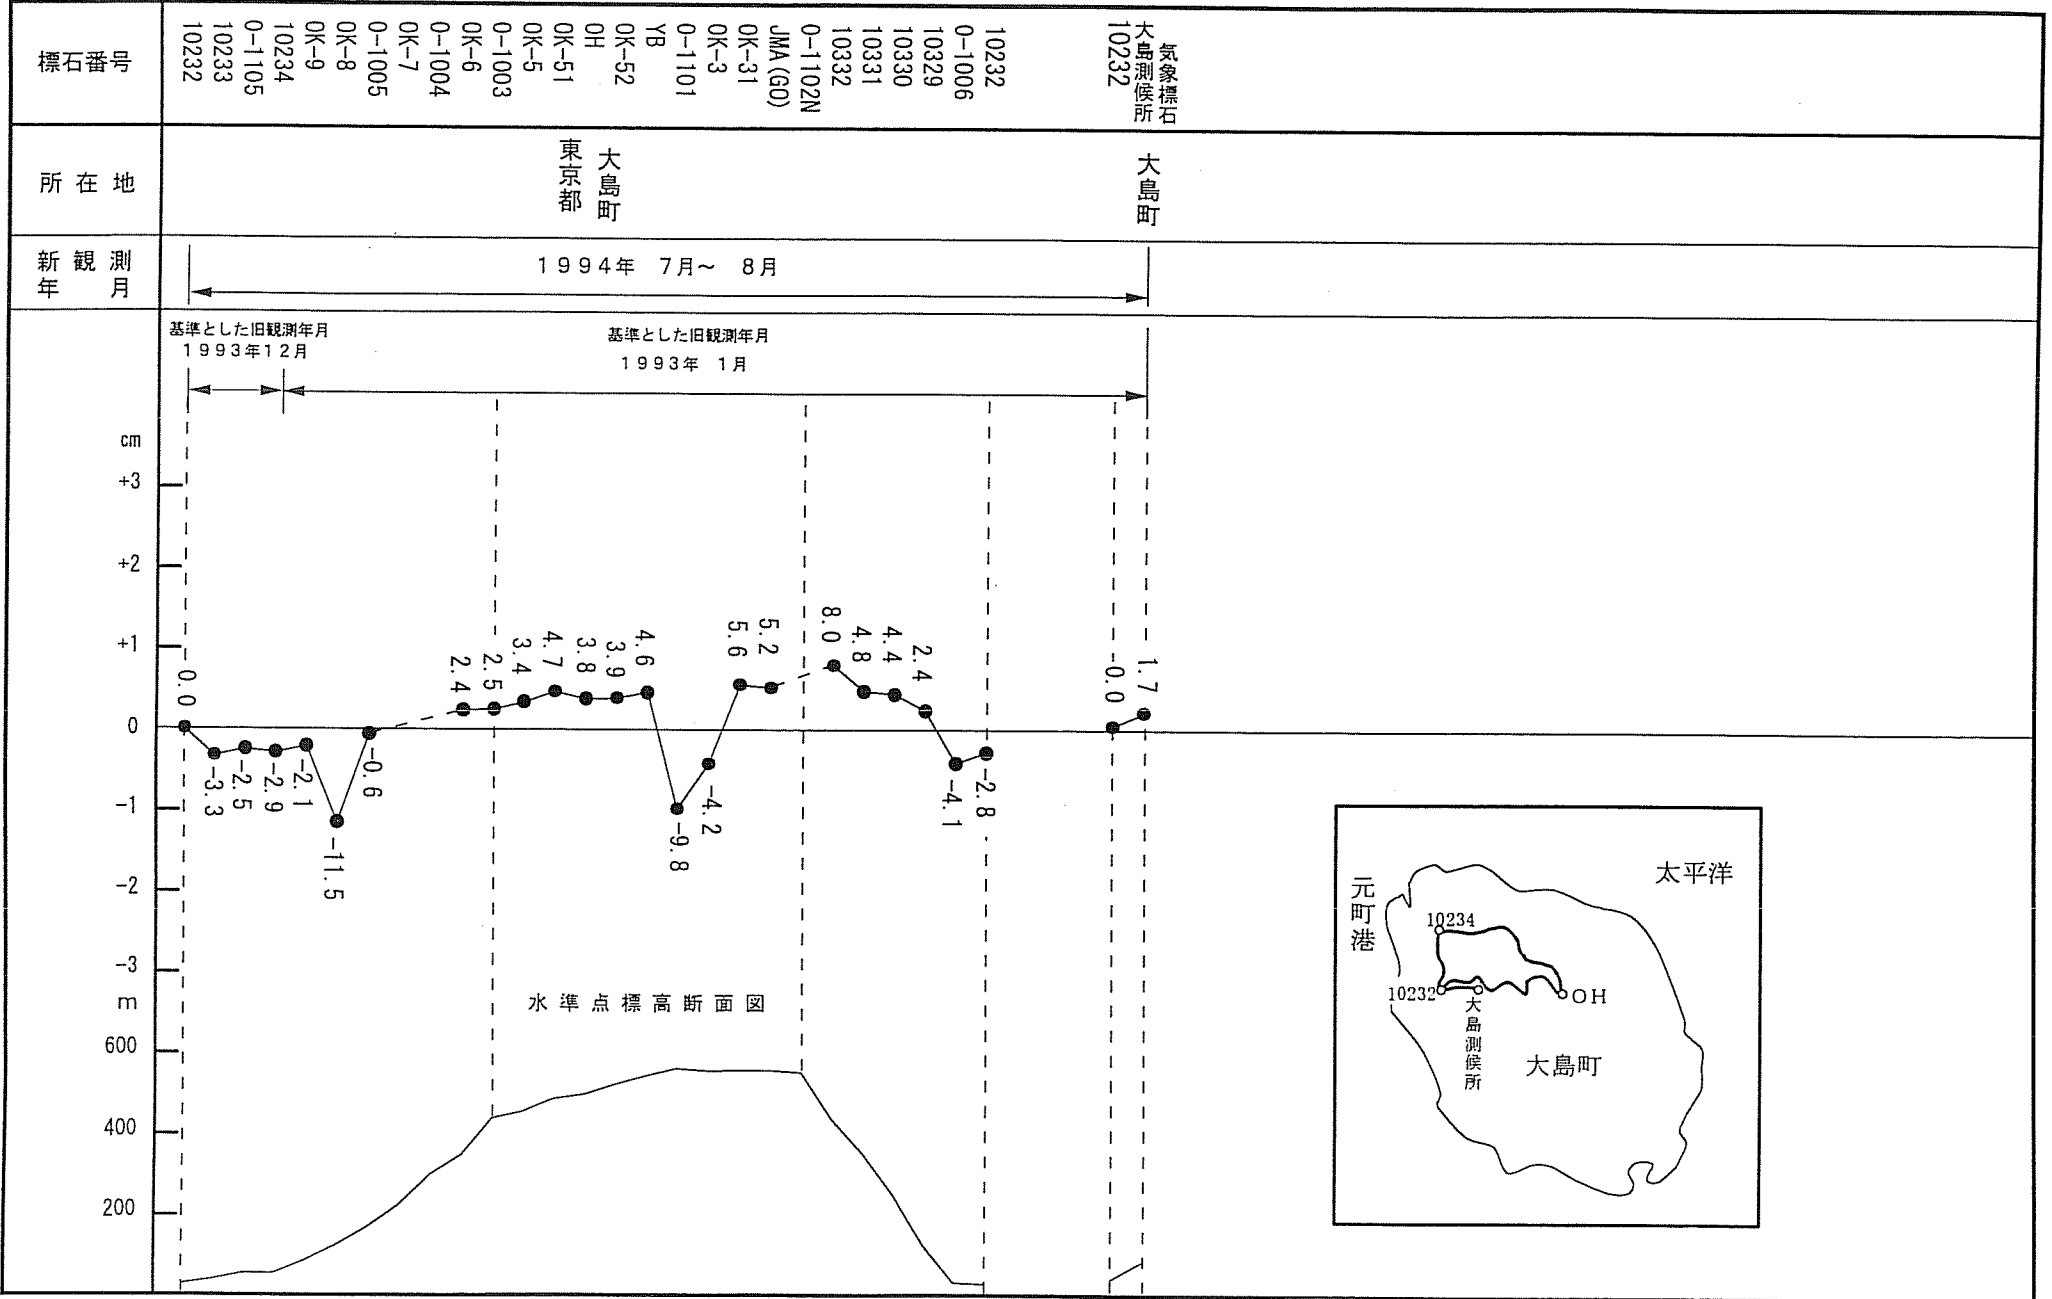 標石番号
10232
10233
0-1105
10234
OK-9
OK-8
0-1005
OK-7
0-1004
OK-6
0-1003
OK-5
OK-51
OH
OK-52
YB
0-1101
OK-3
OK-31
JMA(GO)
0-1102N
10332
10331
10330
10329
0-1006
10232
10232
気象標石
大島測候所
所在地
東京都
大島町
大島町
新観測
年月
1994年 7月~ 8月
基準とした旧観測年月
1993年12月
基準とした旧観測年月
1993年 1月
cm
+3
+2
+1
0
-1
-2
-3
0.0
-3.3
-2.5
-2.9
-2.1
-11.5
-0.6
2.4
2.5
3.4
4.7
3.8
3.9
4.6
-9.8
-4.2
5.6
5.2
8.0
4.8
4.4
2.4
-4.1
-2.8
-0.0
1.7
m
600
400
200
水準点標高断面図
太平洋
元町港
10234
10232
OH
大島測候所
大島町